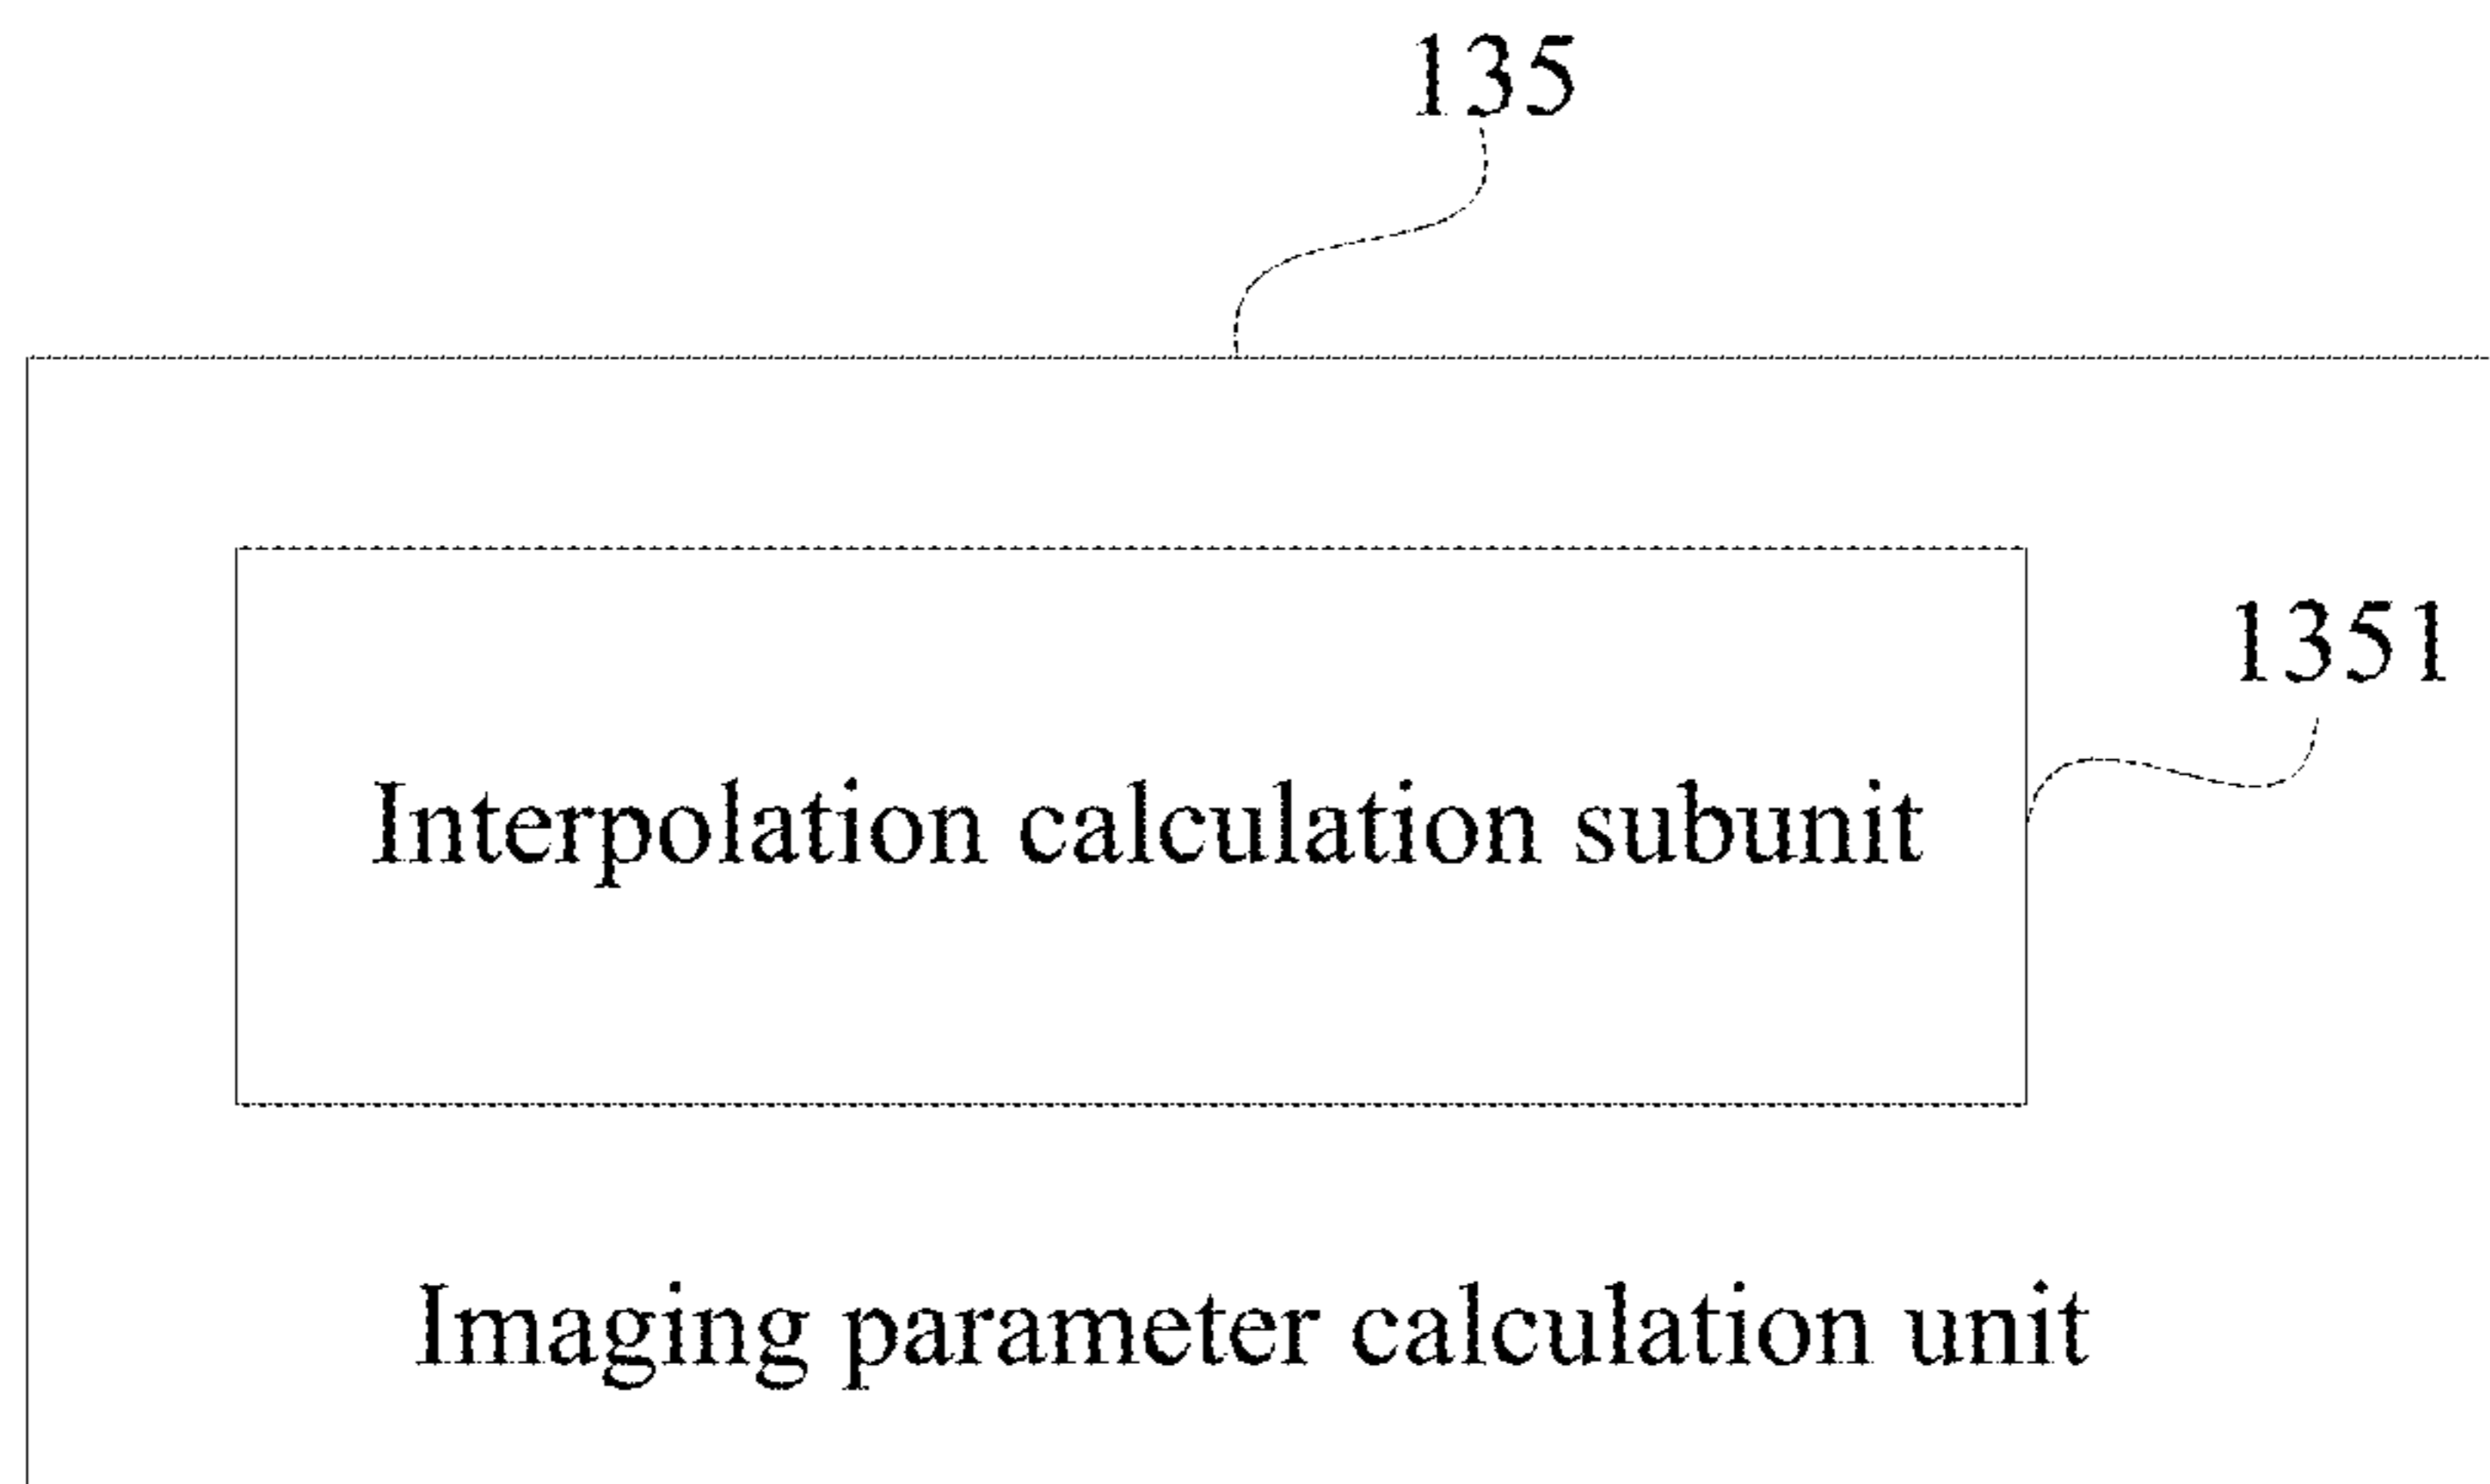 135
1351
Interpolation calculation subunit
Imaging parameter calculation unit